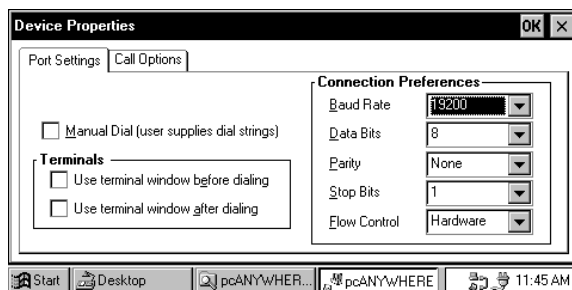 Device Properties OK ×
Port Settings Call Options
Connection Preferences
Baud Rate 19200
Manual Dial (user supplies dial strings)
Data Bits 8
Terminals
Parity None
Use terminal window before dialing
Stop Bits 1
Use terminal window after dialing
Flow Control Hardware
Start Desktop pcANYWHER... pcANYWHERE 11:45 AM